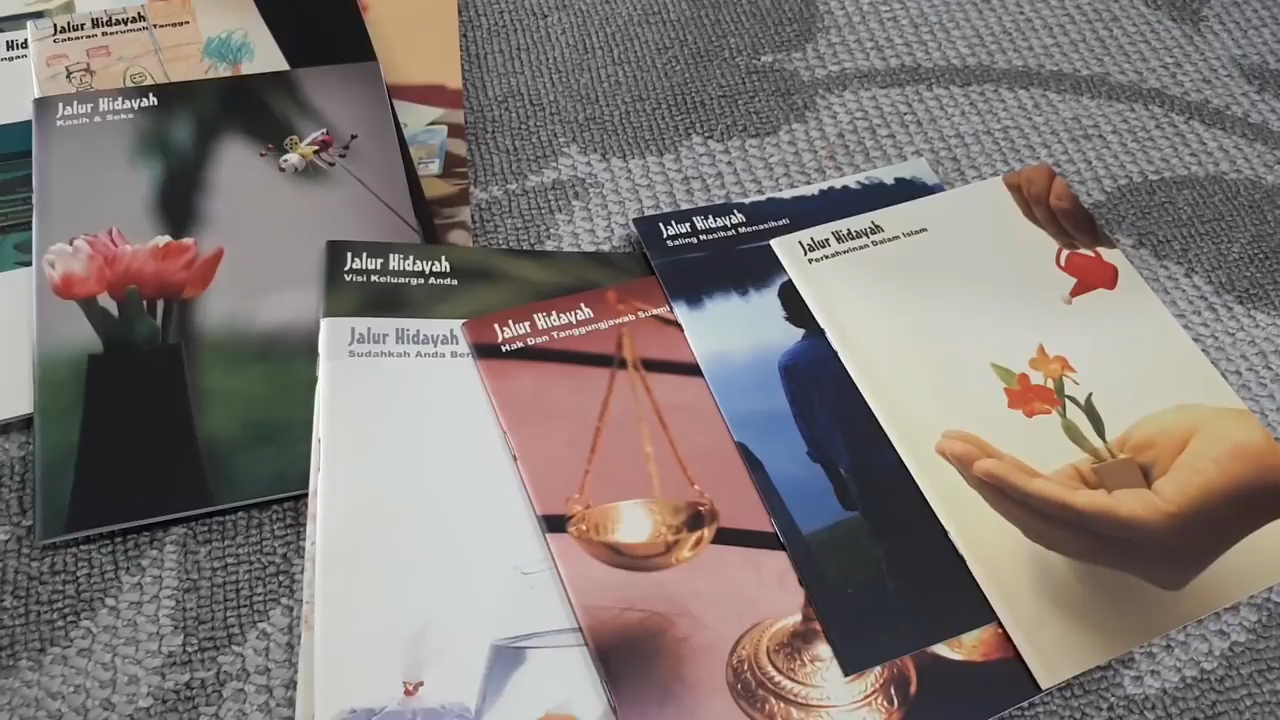 Jalur Hidayah
Cabaran Berumah Tangga
Jalur Hidayah
Kasih & Seks
Jalur Hidayah
Visi Keluarga Anda
Jalur Hidayah
Sudahkah Anda
Jalur Hidayah
Hak Dan Tanggungjawab Suami
Jalur Hidayah
Saling Nasihat Menasihati
Jalur Hidayah
Perkahwinan Dalam Islam